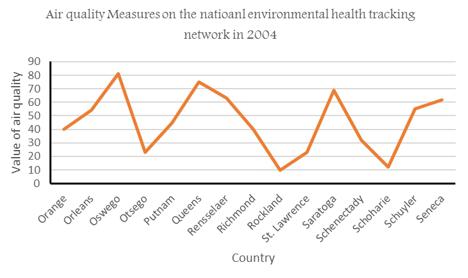 Air quality Measures on the natioanl environmental health tracking
network in 2004
Value of air quality
90
80
70
60
50
40
30
20
10
0
Orange
Orleans
Oswego
Otsego
Putnam
Queens
Rensselaer
Richmond
Rockland
St. Lawrence
Saratoga
Schenectady
Schoharie
Schuyler
Seneca
Country